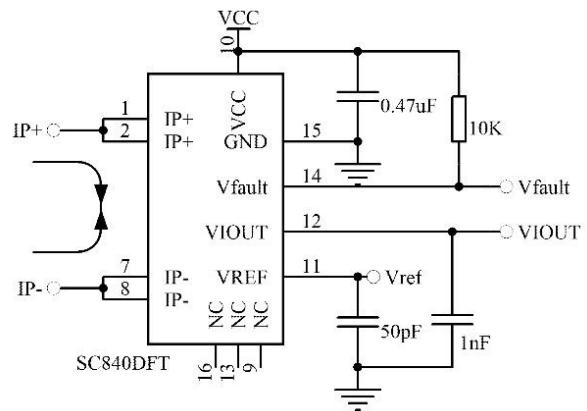 VCC
10
1
IP+
VCC
0.47uF
IP+
2
IP+
GND
15
10K
Vfault
14
Vfault
VIOUT
12
VIOUT
7
IP-
VREF
11
Vref
IP-
8
IP-
NC
NC
NC
50pF
1nF
SC840DFT
16
13
9